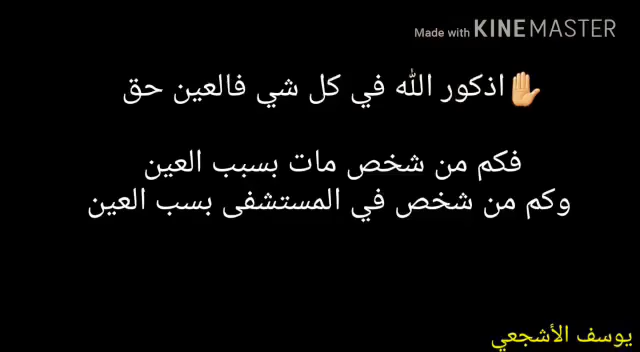 Made with KINEMASTER
✋اذكور الله في كل شي فالعين حق
فكم من شخص مات بسبب العين
وكم من شخص في المستشفى بسب العين
يوسف الأشجعي